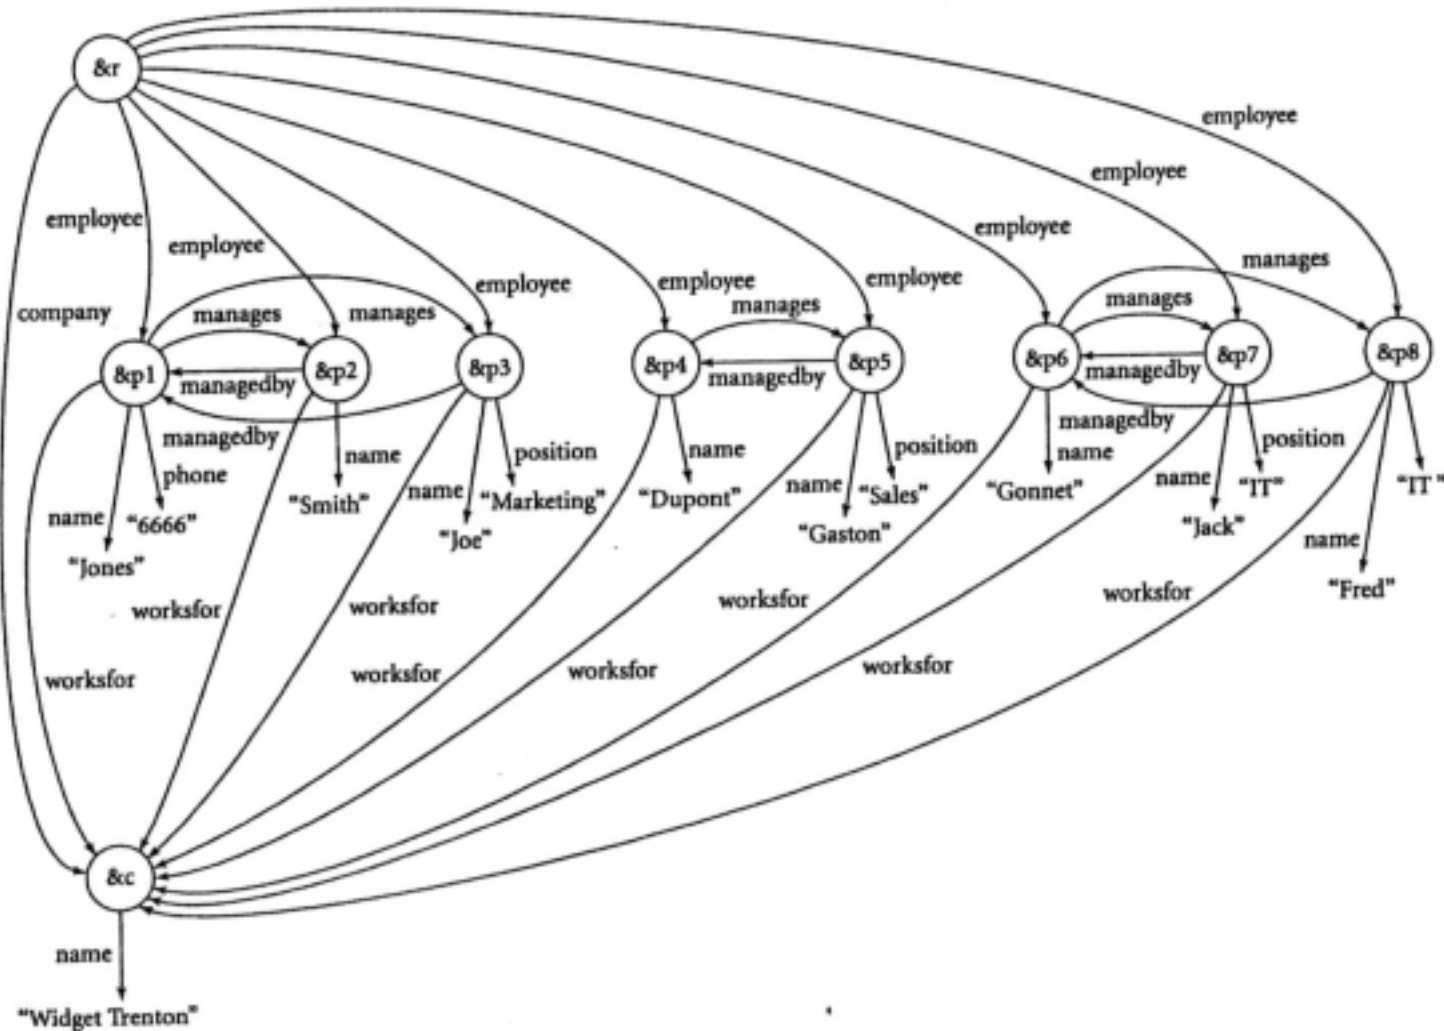 &r
employee
employee
employee
employee
employee
manages
employee
employee
employee
employee
manages
manages
manages
manages
company
&p1
&p2
&p3
&p4
&p5
&p6
&p7
&p8
managedby
managedby
managedby
managedby
managedby
phone
name
position
name
position
name
position
name
"6666"
"Smith"
name
"Marketing"
"Dupont"
name
"Sales"
"Gonnet"
name
"IT"
"IT"
name
"Jones"
"Joe"
"Gaston"
"Jack"
name
"Fred"
worksfor
worksfor
worksfor
worksfor
worksfor
worksfor
worksfor
&c
name
"Widget Trenton"